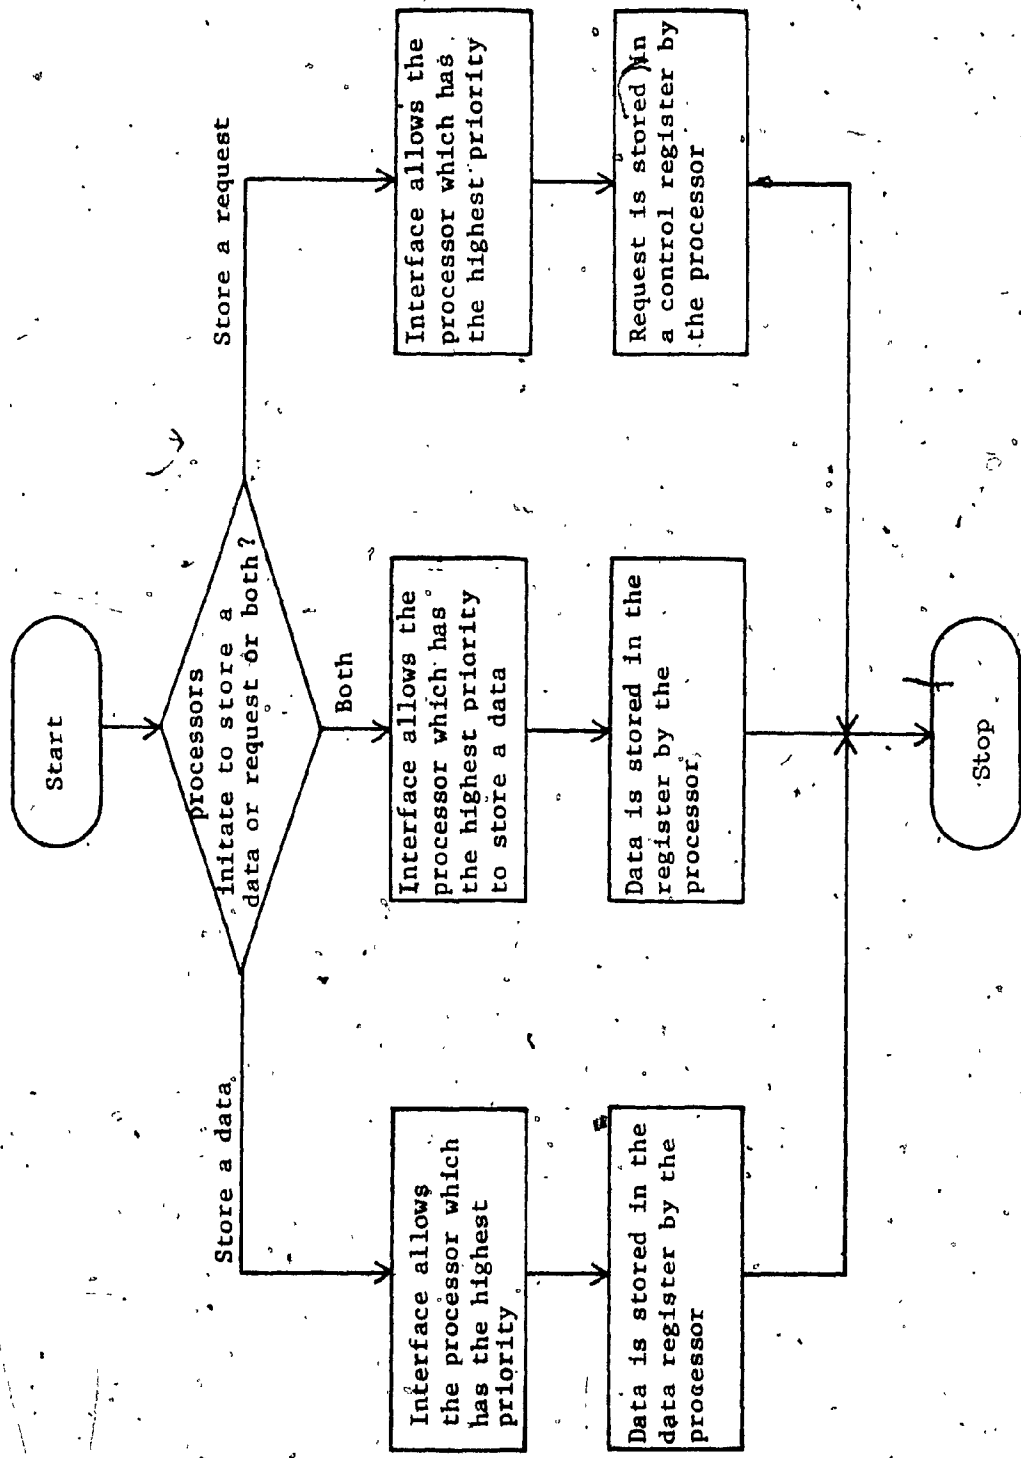 Start
processors
initate to store a
data or request or both?
Store a data
Both
Store a request
Interface allows
the processor which
has the highest
priority
Interface allows the
processor which has
the highest priority
to store a data
Interface allows the
processor which has
the highest priority
Data is stored in the
data register by the
processor
Data is stored in the
register by the
processor
Request is stored in
a control register by
the processor
Stop